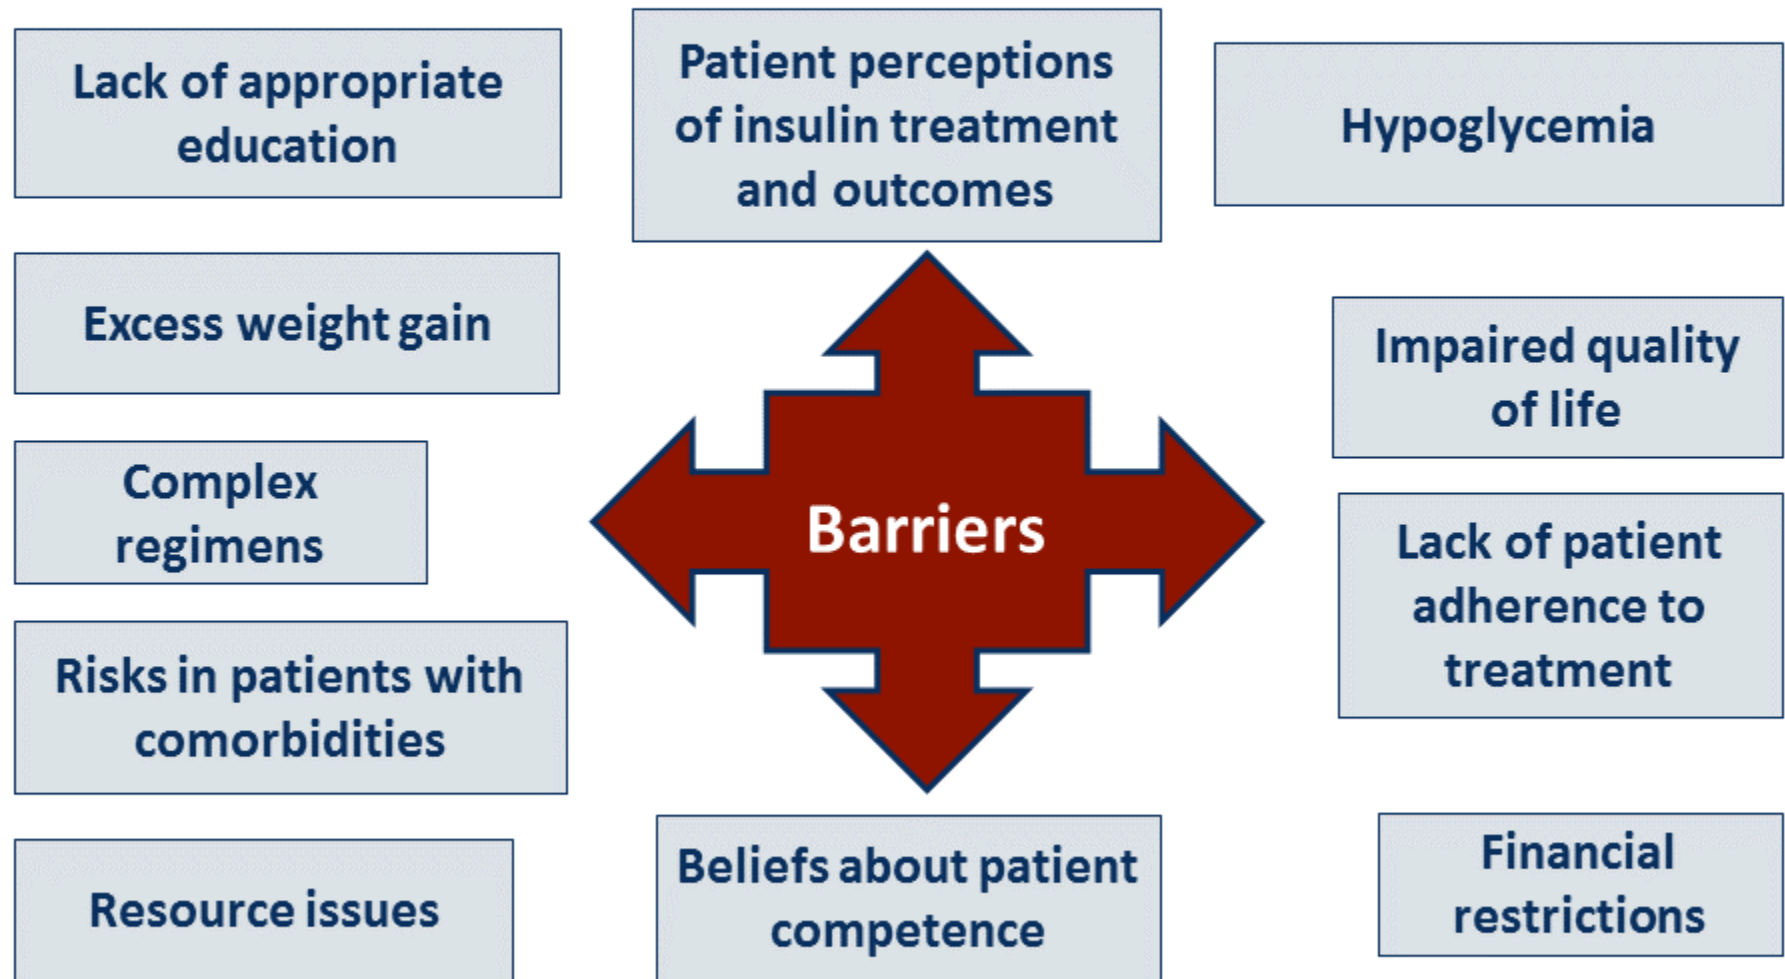 Lack of appropriate
education
Patient perceptions
of insulin treatment
and outcomes
Hypoglycemia
Excess weight gain
Impaired quality
of life
Complex
regimens
Barriers
Lack of patient
adherence to
treatment
Risks in patients with
comorbidities
Resource issues
Beliefs about patient
competence
Financial
restrictions